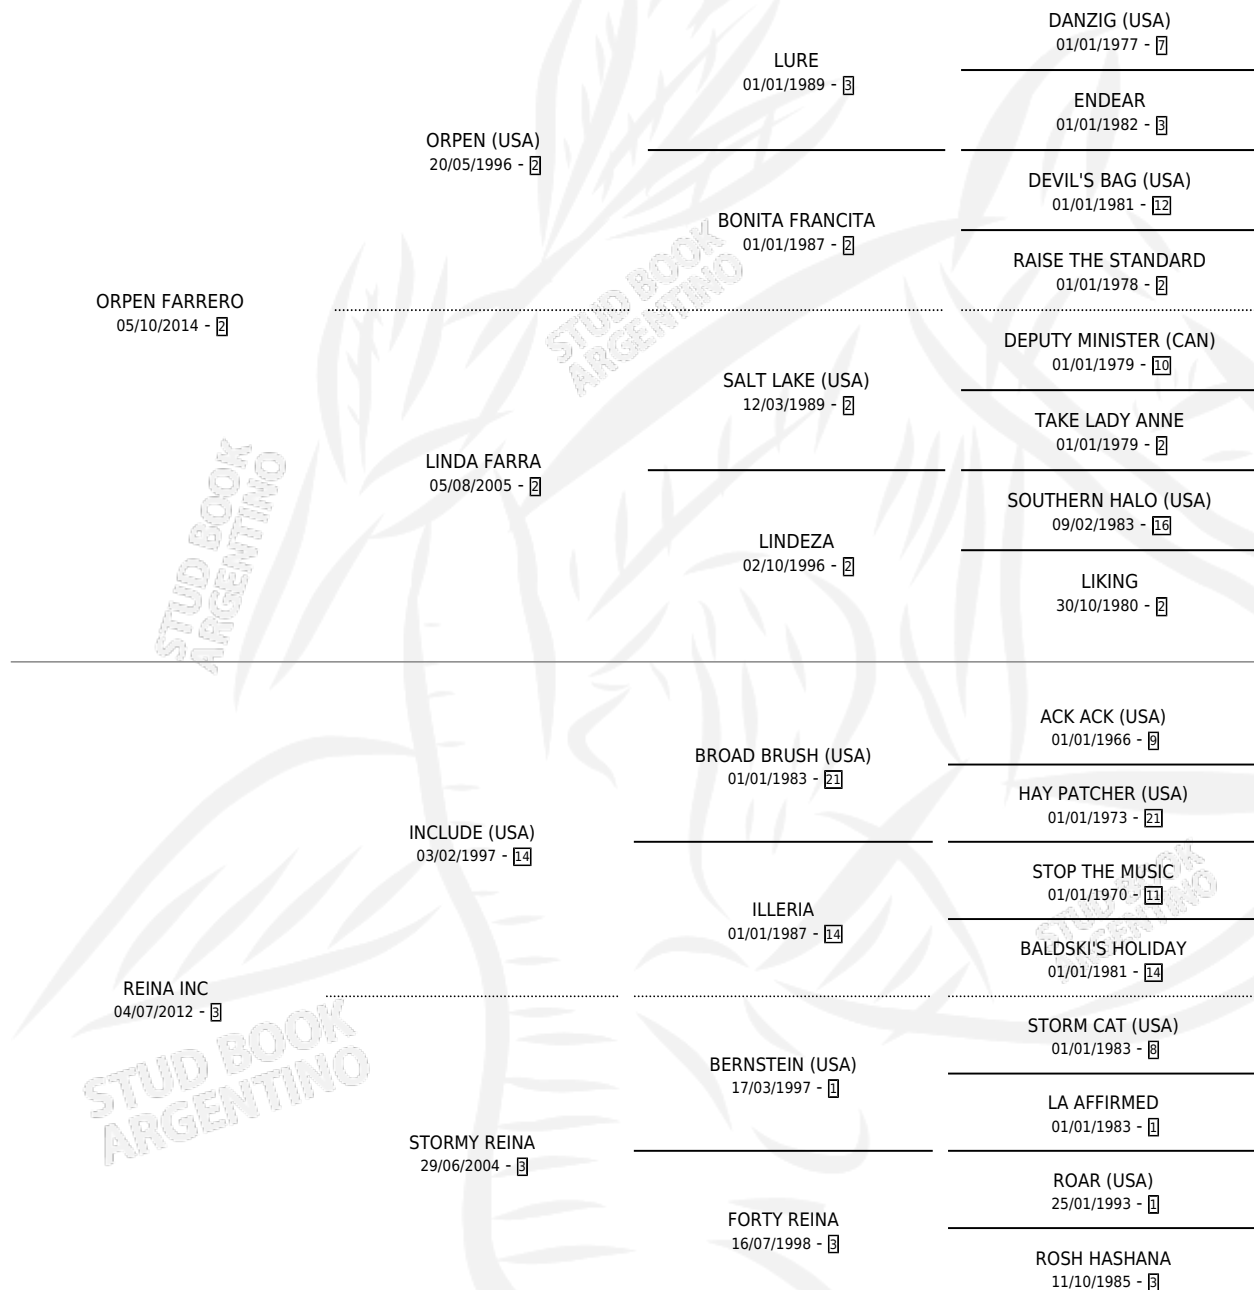 DANZIG (USA)
01/01/1977 - 7
LURE
01/01/1989 - 3
ENDEAR
01/01/1982 - 3
ORPEN (USA)
20/05/1996 - 2
DEVIL'S BAG (USA)
01/01/1981 - 12
BONITA FRANCITA
01/01/1987 - 2
RAISE THE STANDARD
01/01/1978 - 2
ORPEN FARRERO
05/10/2014 - 2
DEPUTY MINISTER (CAN)
01/01/1979 - 10
SALT LAKE (USA)
12/03/1989 - 2
TAKE LADY ANNE
01/01/1979 - 2
LINDA FARRA
05/08/2005 - 2
SOUTHERN HALO (USA)
09/02/1983 - 16
LINDEZA
02/10/1996 - 2
LIKING
30/10/1980 - 2
ACK ACK (USA)
01/01/1966 - 9
BROAD BRUSH (USA)
01/01/1983 - 21
HAY PATCHER (USA)
01/01/1973 - 21
INCLUDE (USA)
03/02/1997 - 14
STOP THE MUSIC
01/01/1970 - 11
ILLERIA
01/01/1987 - 14
BALDSKI'S HOLIDAY
01/01/1981 - 14
REINA INC
04/07/2012 - 3
STORM CAT (USA)
01/01/1983 - 8
BERNSTEIN (USA)
17/03/1997 - 1
LA AFFIRMED
01/01/1983 - 1
STORMY REINA
29/06/2004 - 3
ROAR (USA)
25/01/1993 - 1
FORTY REINA
16/07/1998 - 3
ROSH HASHANA
11/10/1985 - 3
STUD BOOK
ARGENTINO
STUD BOOK
ARGENTINO
STUD BOOK
ARGENTINO
STUD BOOK
ARGENTINO